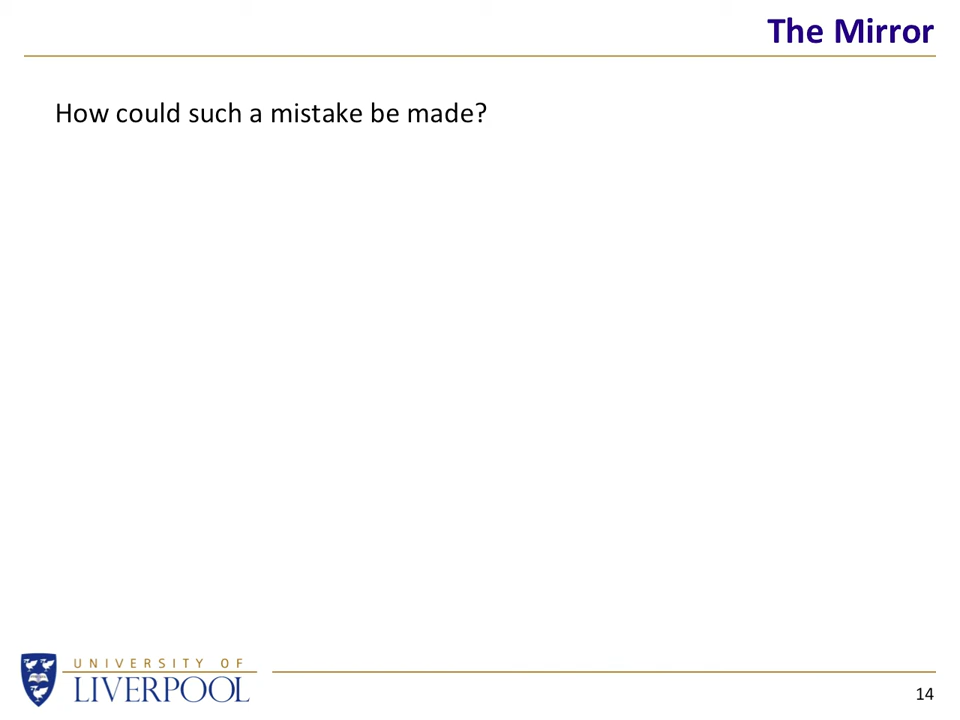 The Mirror
How could such a mistake be made?
UNIVERSITY OF
LIVERPOOL
14